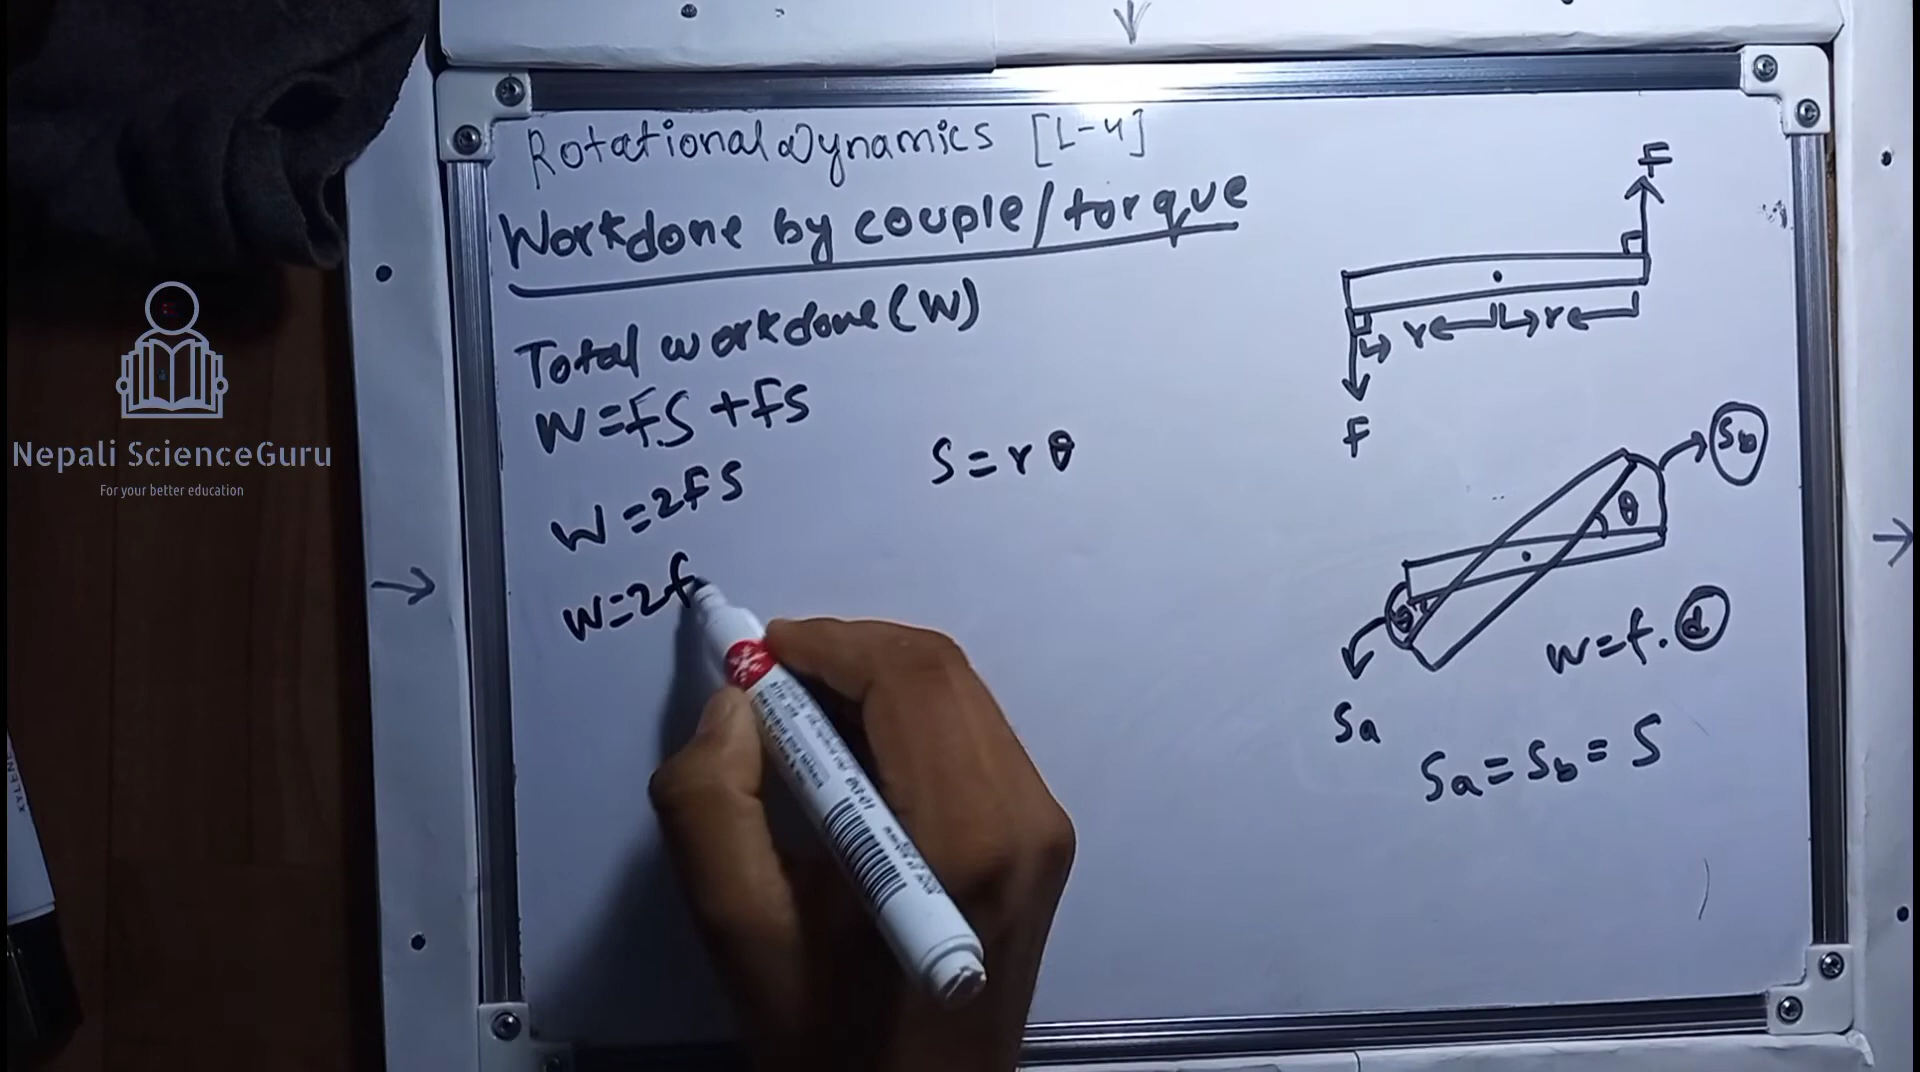 Rotational Dynamics [L-4]
Workdone by couple/torque
Total workdone (W)
W=F.S +FS
W=2FS
W=2f
S=rθ
F
r
r
F
Sb
θ
θ
Sa
W=f.d
Sa=Sb=S
Nepali ScienceGuru
For your better education